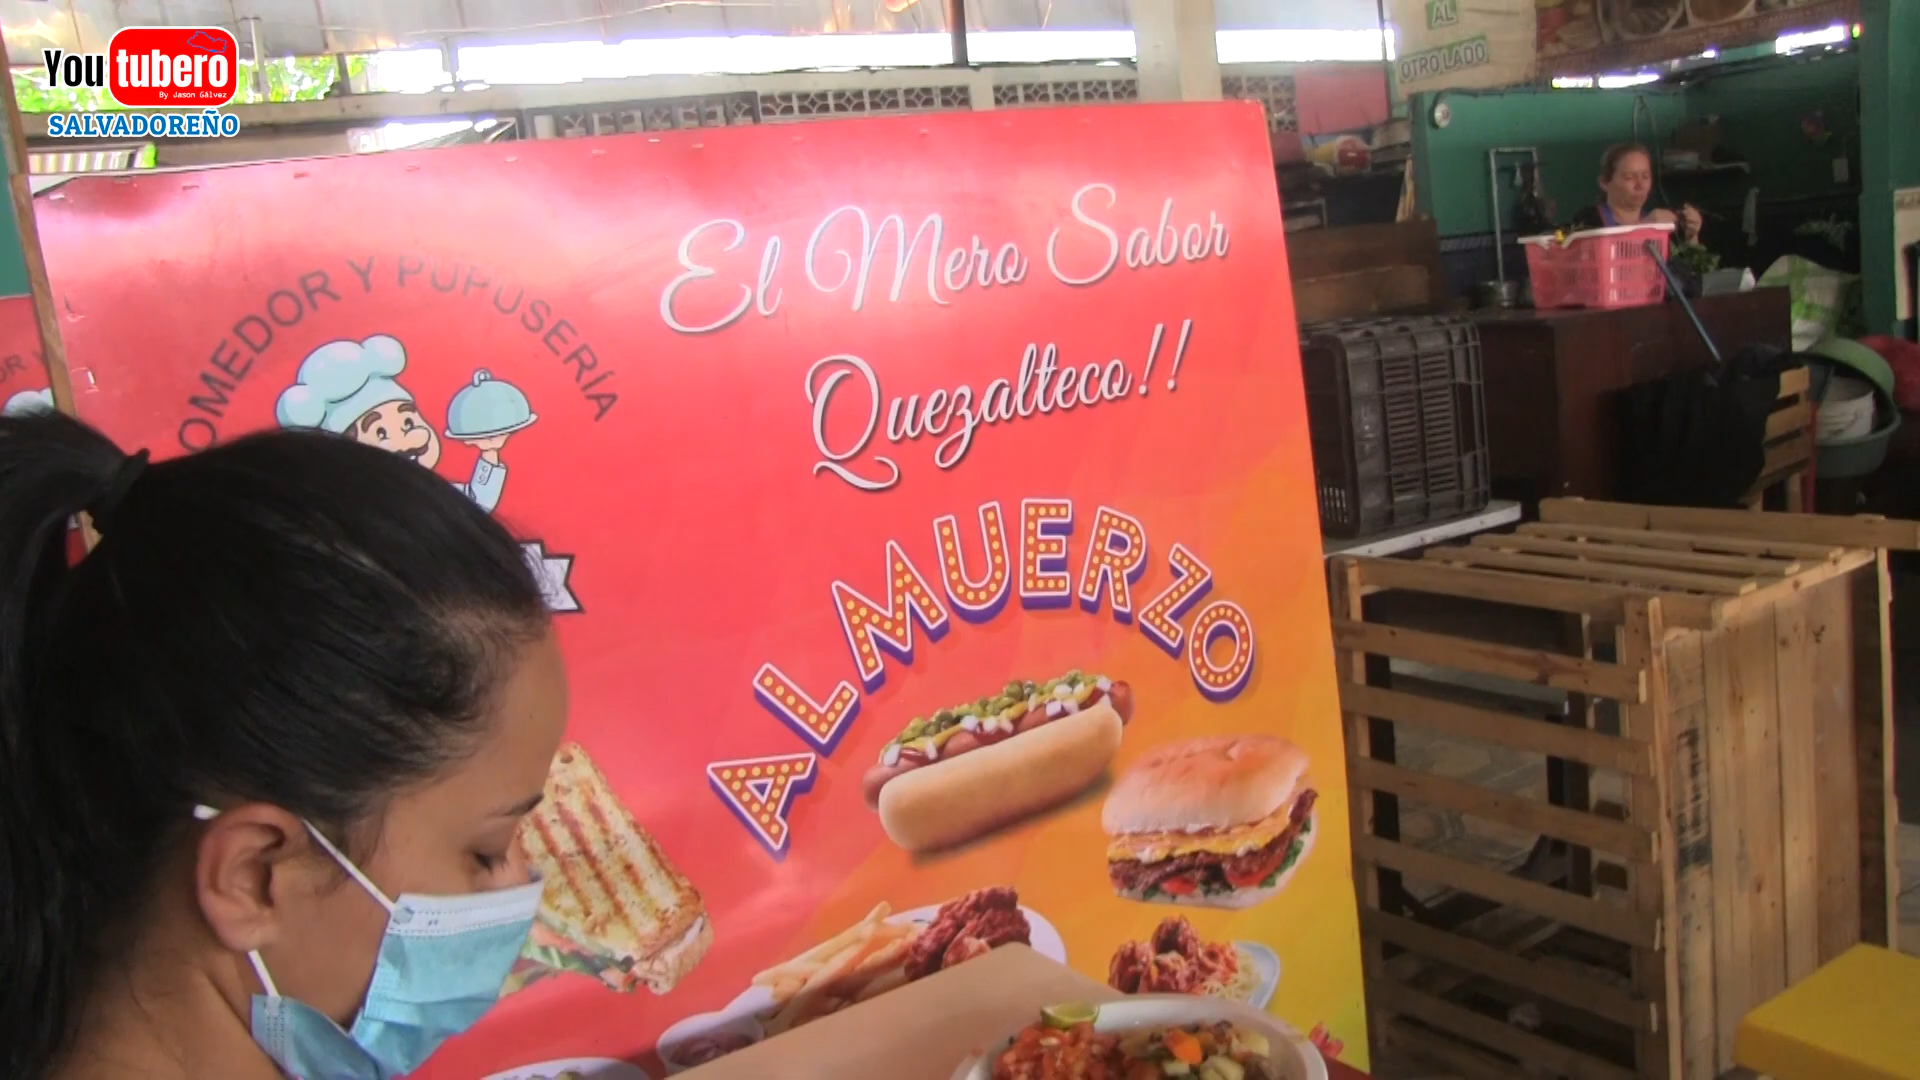 You tubero
By Jason Gálvez
SALVADOREÑO
AL
OTRO LADO
OMEDOR Y PUPUSERÍA
El Mero Sabor
Quezalteco!!
ALMUERZO